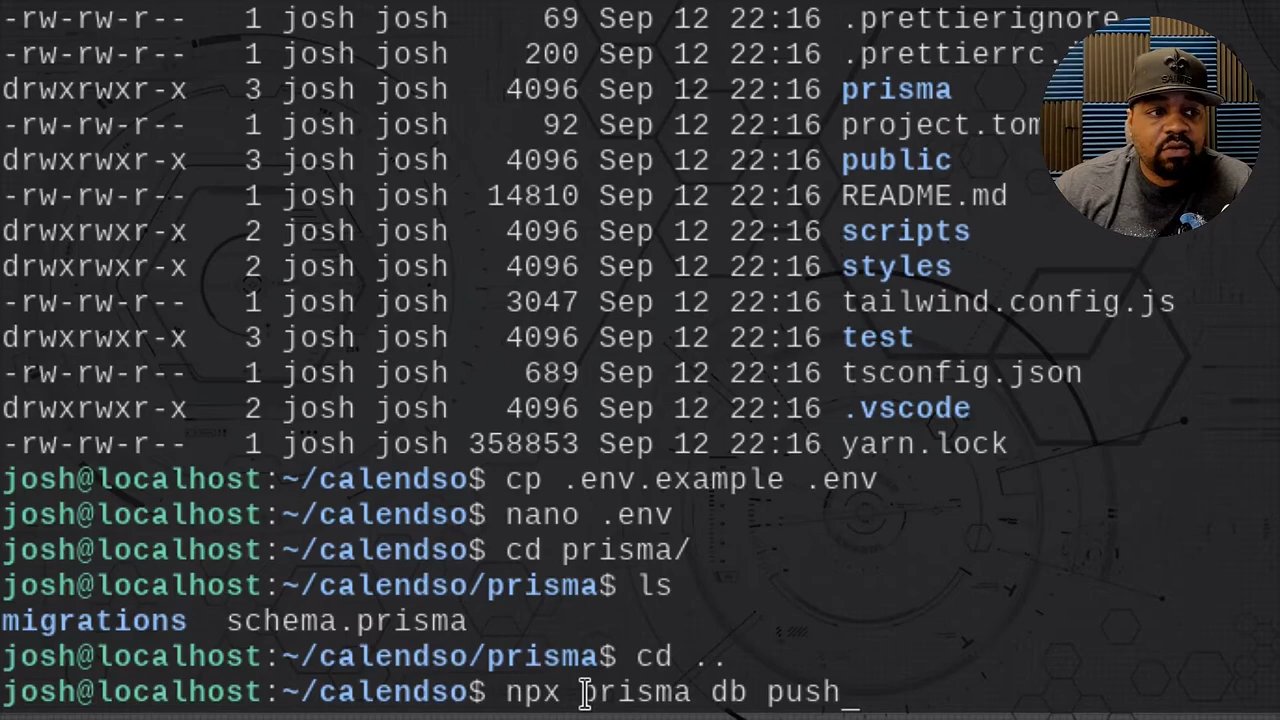 -rw-rw-r-- 1 josh josh 69 Sep 12 22:16 .prettierignore
-rw-rw-r-- 1 josh josh 200 Sep 12 22:16 .prettierrc.
drwxrwxr-x 3 josh josh 4096 Sep 12 22:16 prisma
-rw-rw-r-- 1 josh josh 92 Sep 12 22:16 project.tom
drwxrwxr-x 3 josh josh 4096 Sep 12 22:16 public
-rw-rw-r-- 1 josh josh 14810 Sep 12 22:16 README.md
drwxrwxr-x 2 josh josh 4096 Sep 12 22:16 scripts
drwxrwxr-x 2 josh josh 4096 Sep 12 22:16 styles
-rw-rw-r-- 1 josh josh 3047 Sep 12 22:16 tailwind.config.js
drwxrwxr-x 3 josh josh 4096 Sep 12 22:16 test
-rw-rw-r-- 1 josh josh 689 Sep 12 22:16 tsconfig.json
drwxrwxr-x 2 josh josh 4096 Sep 12 22:16 .vscode
-rw-rw-r-- 1 josh josh 358853 Sep 12 22:16 yarn.lock
josh@localhost:~/calendso$ cp .env.example .env
josh@localhost:~/calendso$ nano .env
josh@localhost:~/calendso$ cd prisma/
josh@localhost:~/calendso/prisma$ ls
migrations schema.prisma
josh@localhost:~/calendso/prisma$ cd ..
josh@localhost:~/calendso$ npx prisma db push_
SAINTS